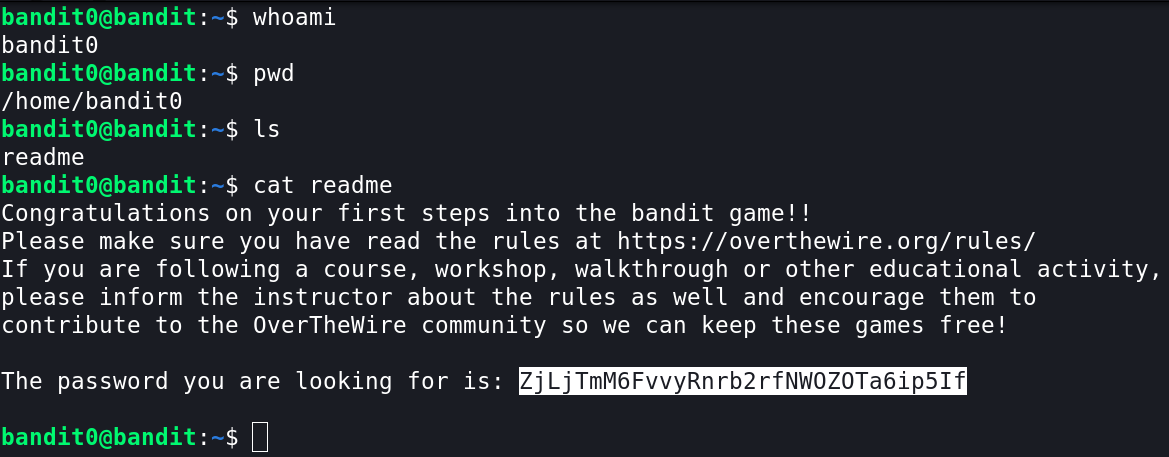 bandit0@bandit:~$ whoami
bandit0
bandit0@bandit:~$ pwd
/home/bandit0
bandit0@bandit:~$ ls
readme
bandit0@bandit:~$ cat readme
Congratulations on your first steps into the bandit game!!
Please make sure you have read the rules at https://overthewire.org/rules/
If you are following a course, workshop, walkthrough or other educational activity,
please inform the instructor about the rules as well and encourage them to
contribute to the OverTheWire community so we can keep these games free!
The password you are looking for is: ZjLjTmM6FvvyRnrb2rfNWOZOTa6ip5If
bandit0@bandit:~$